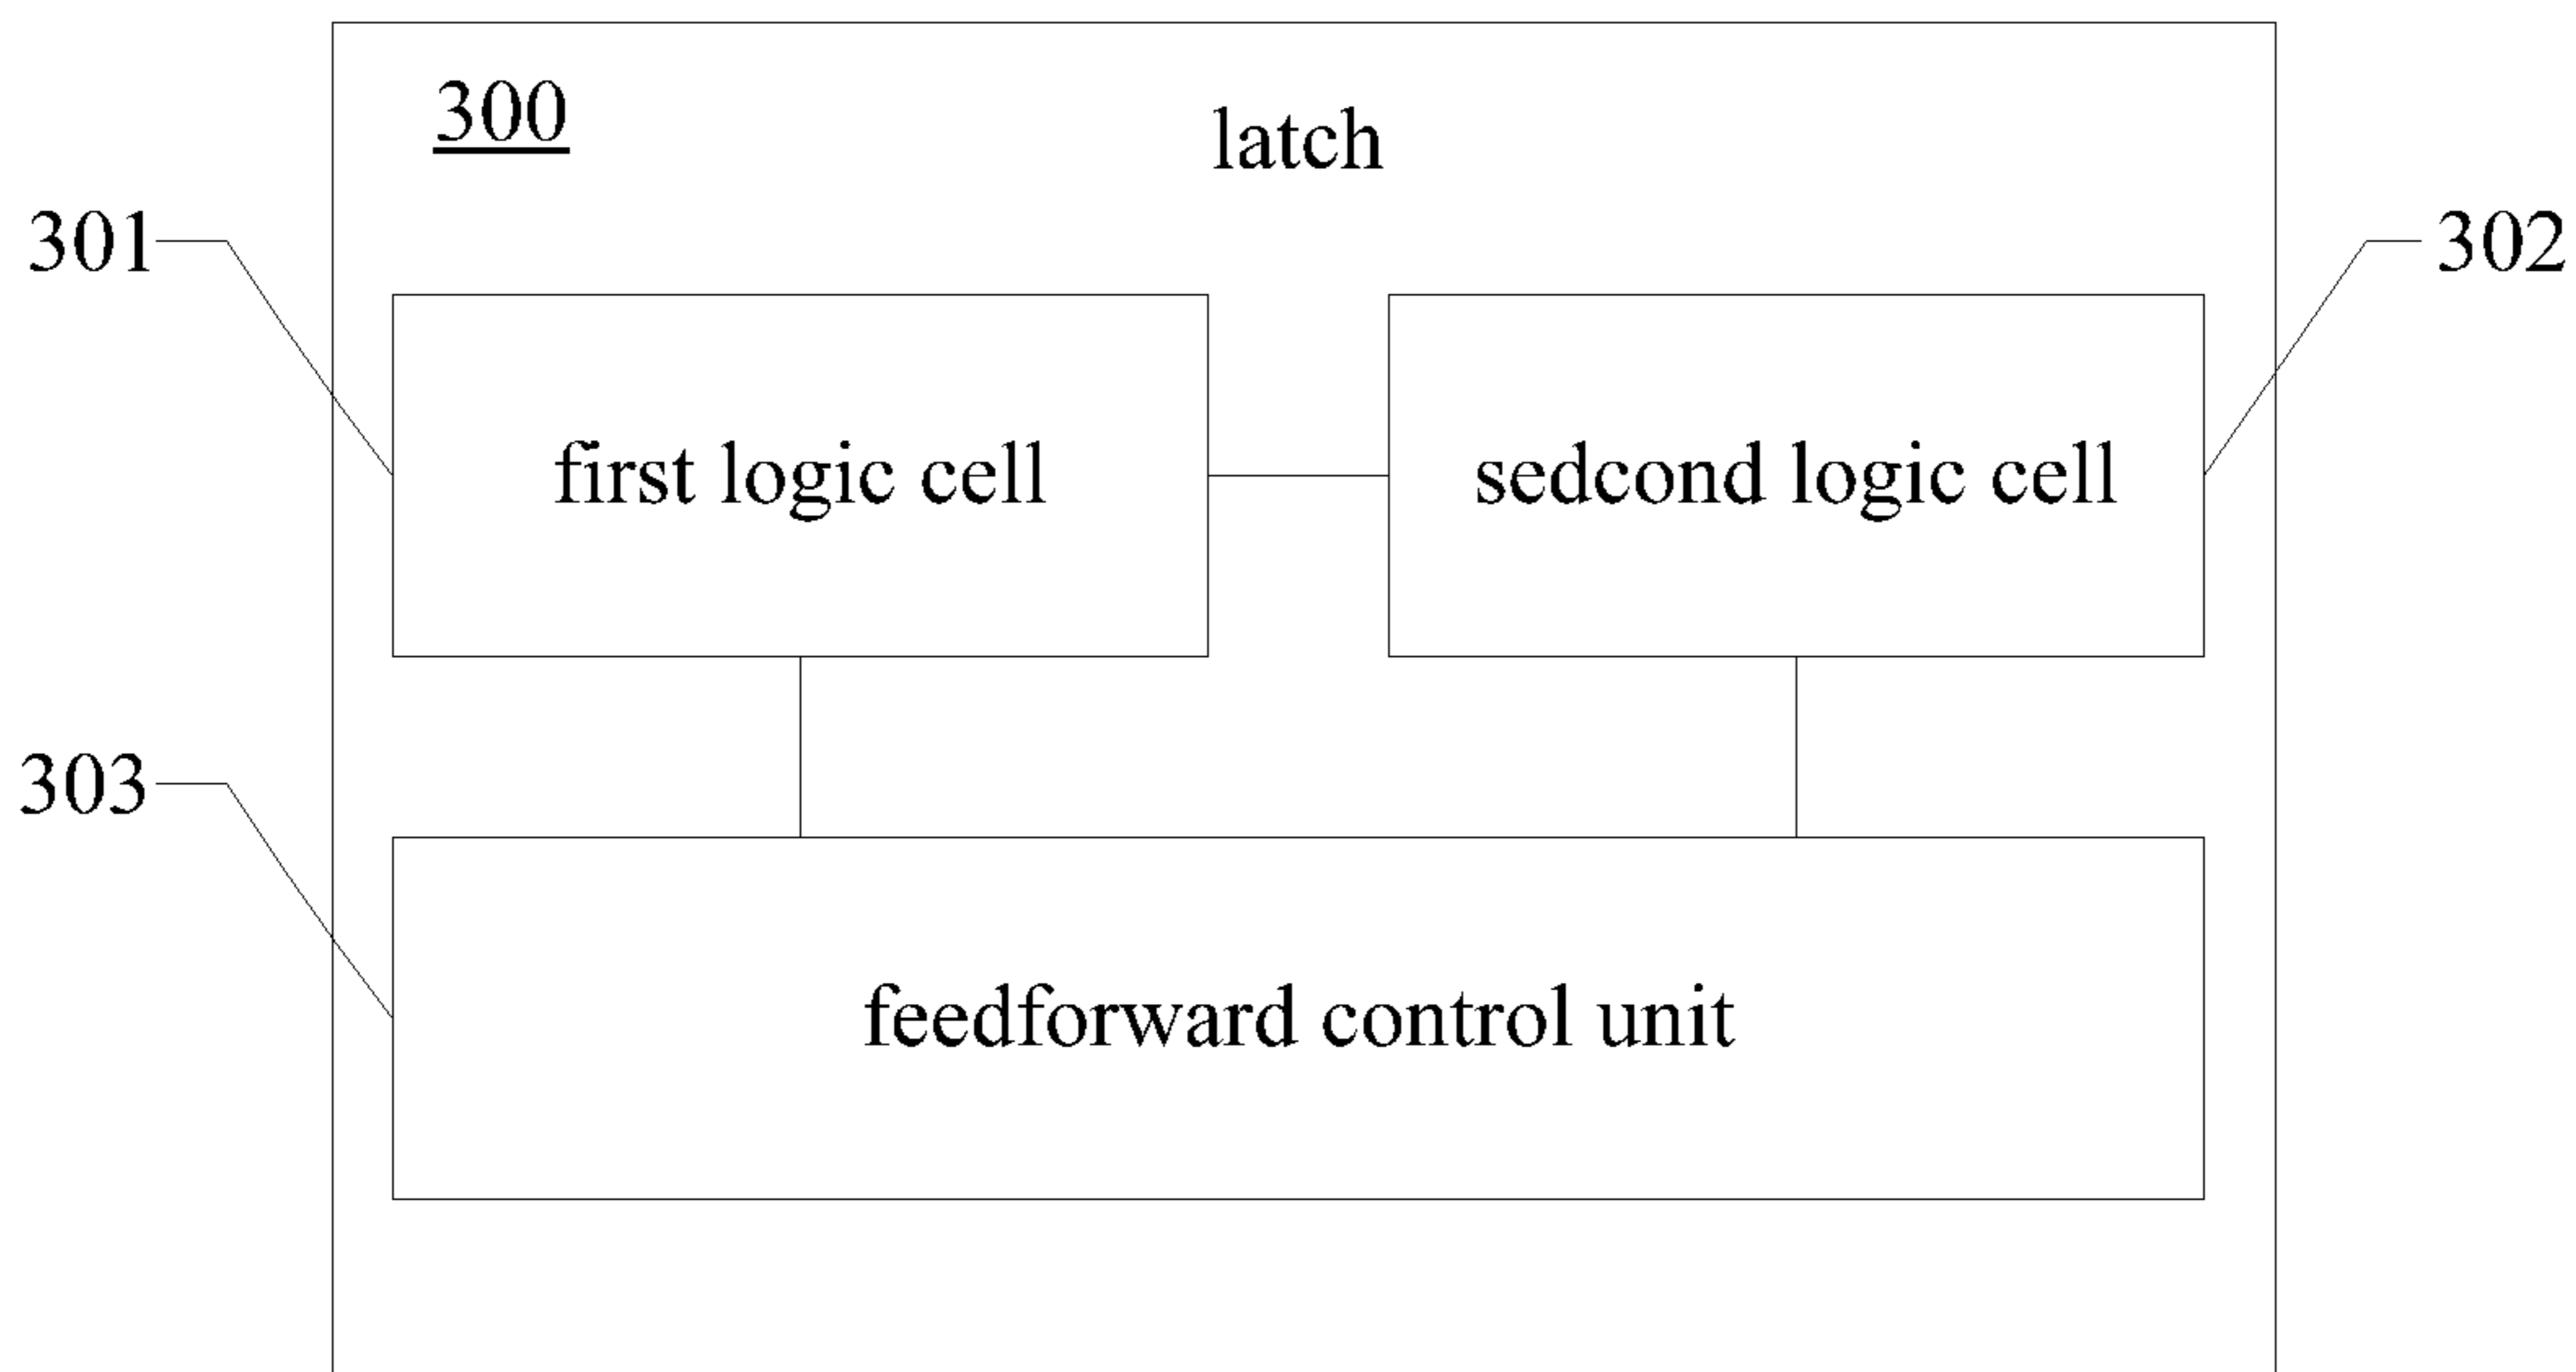 300
latch
301
302
first logic cell
sedcond logic cell
303
feedforward control unit